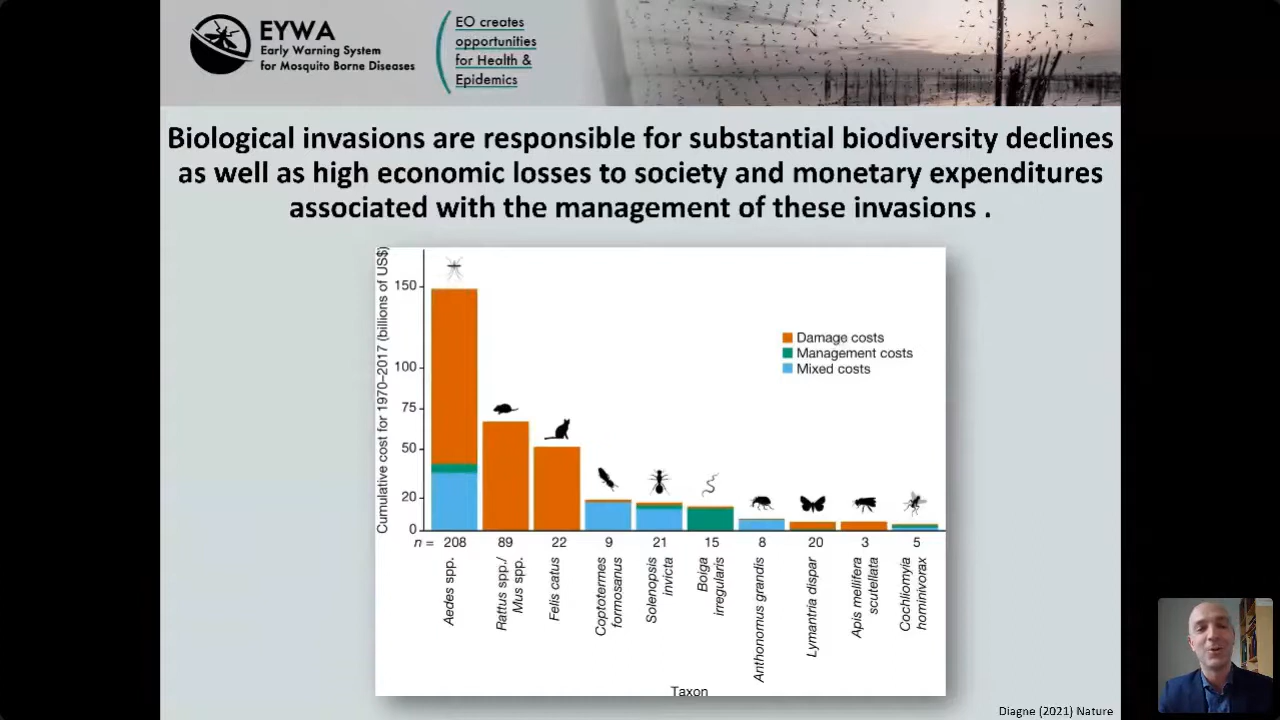 EYWA
Early Warning System
for Mosquito Borne Diseases
EO creates
opportunities
for Health &
Epidemics
Biological invasions are responsible for substantial biodiversity declines
as well as high economic losses to society and monetary expenditures
associated with the management of these invasions .
Cumulative cost for 1970–2017 (billions of US$)
150
100
75
50
20
0
Damage costs
Management costs
Mixed costs
n = 208 89 22 9 21 15 8 20 3 5
Aedes spp.
Rattus spp./
Mus spp.
Felis catus
Coptotermes
formosanus
Solenopsis
invicta
Boiga
irregularis
Anthonomus grandis
Lymantria dispar
Apis mellifera
scutellata
Cochliomyia
hominivorax
Taxon
Diagne (2021) Nature